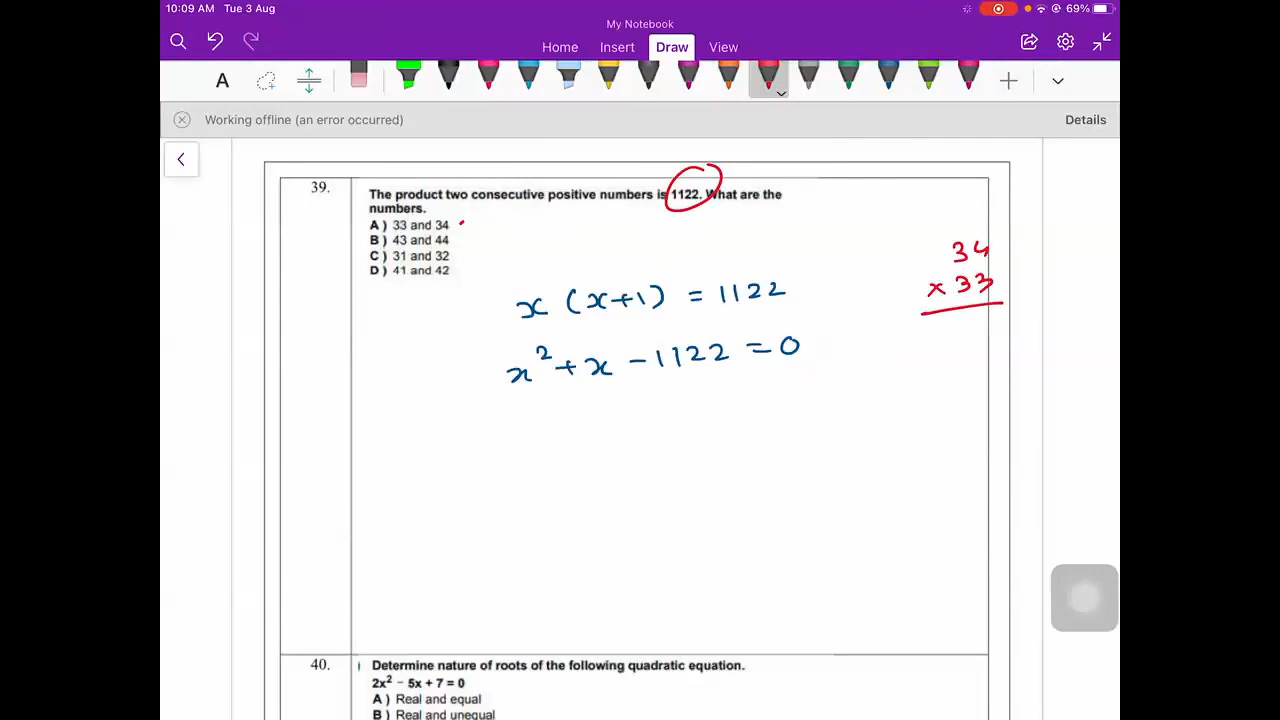 10:09 AM Tue 3 Aug
69%
My Notebook
Home Insert Draw View
A
Working offline (an error occurred)
Details
39.
The product two consecutive positive numbers is 1122. What are the
numbers.
A ) 33 and 34
B ) 43 and 44
C ) 31 and 32
D ) 41 and 42
34
× 33
x (x+1) = 1122
x² + x - 1122 = 0
40.
Determine nature of roots of the following quadratic equation.
2x² - 5x + 7 = 0
A ) Real and equal
B ) Real and unequal